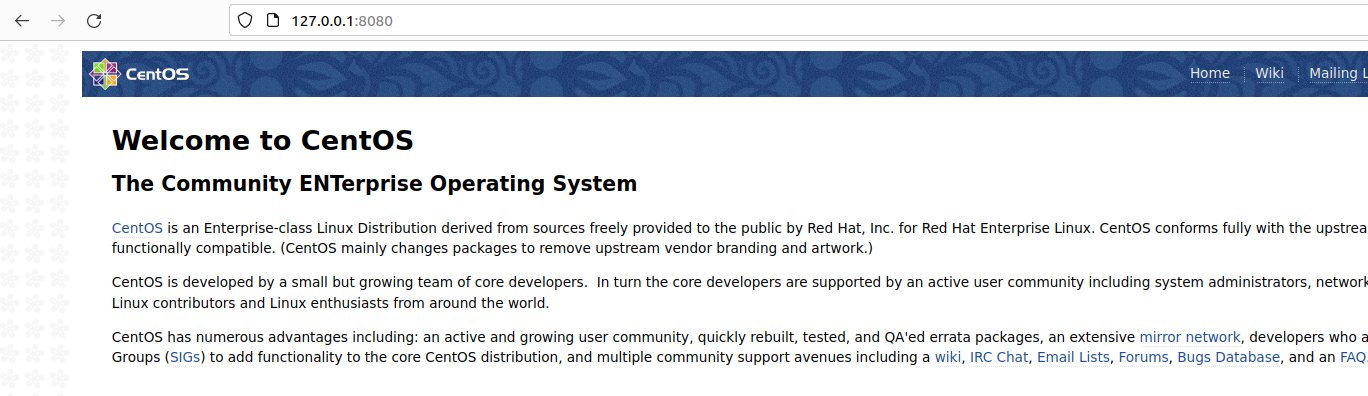 127.0.0.1:8080
CentOS
Home Wiki Mailing L
Welcome to CentOS
The Community ENTerprise Operating System
CentOS is an Enterprise-class Linux Distribution derived from sources freely provided to the public by Red Hat, Inc. for Red Hat Enterprise Linux. CentOS conforms fully with the upstrea
functionally compatible. (CentOS mainly changes packages to remove upstream vendor branding and artwork.)
CentOS is developed by a small but growing team of core developers.  In turn the core developers are supported by an active user community including system administrators, network
Linux contributors and Linux enthusiasts from around the world.
CentOS has numerous advantages including: an active and growing user community, quickly rebuilt, tested, and QA'ed errata packages, an extensive mirror network, developers who a
Groups (SIGs) to add functionality to the core CentOS distribution, and multiple community support avenues including a wiki, IRC Chat, Email Lists, Forums, Bugs Database, and an FAQ.